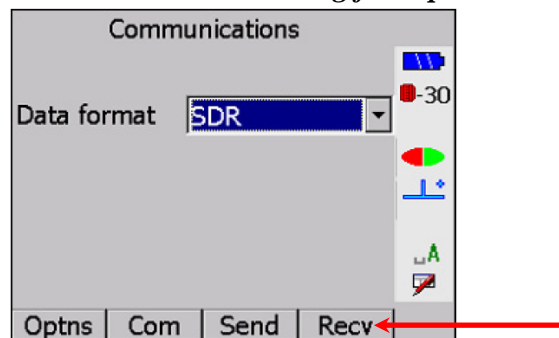 Communications
-30
Data format SDR
A
Optns Com Send Recv